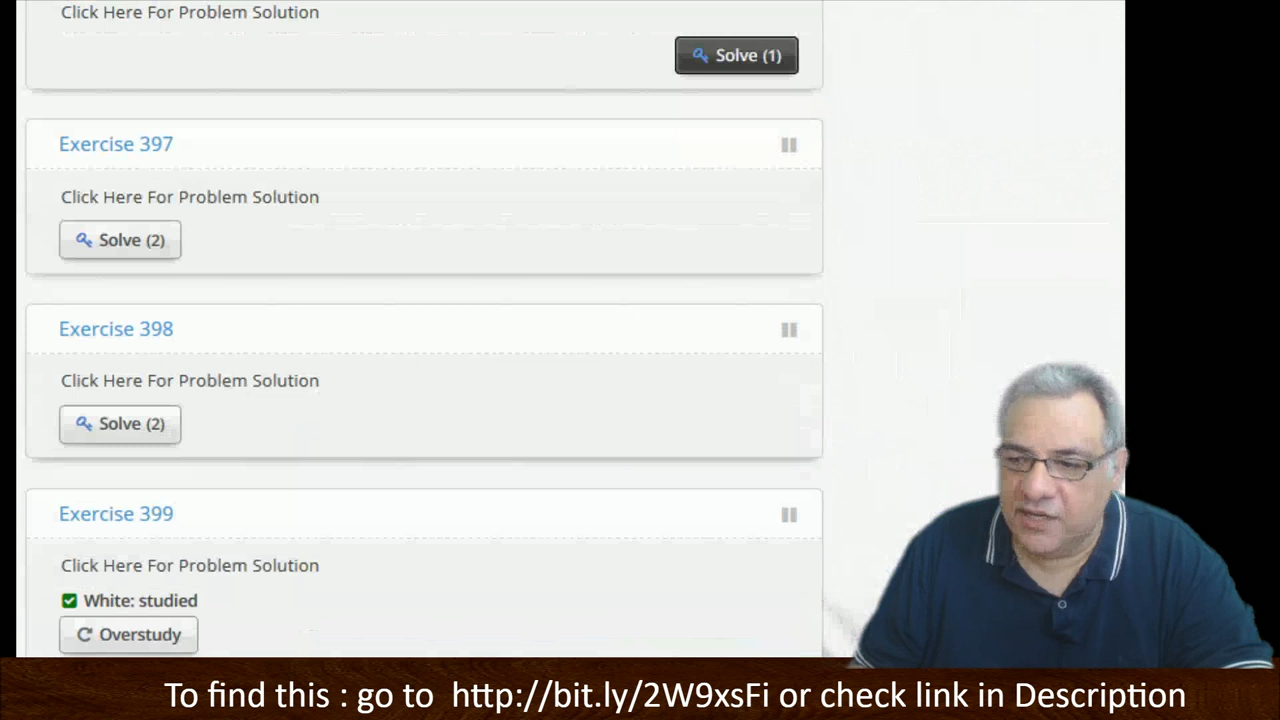 Click Here For Problem Solution
Solve (1)
Exercise 397
Click Here For Problem Solution
Solve (2)
Exercise 398
Click Here For Problem Solution
Solve (2)
Exercise 399
Click Here For Problem Solution
White: studied
Overstudy
To find this : go to http://bit.ly/2W9xsFi or check link in Description